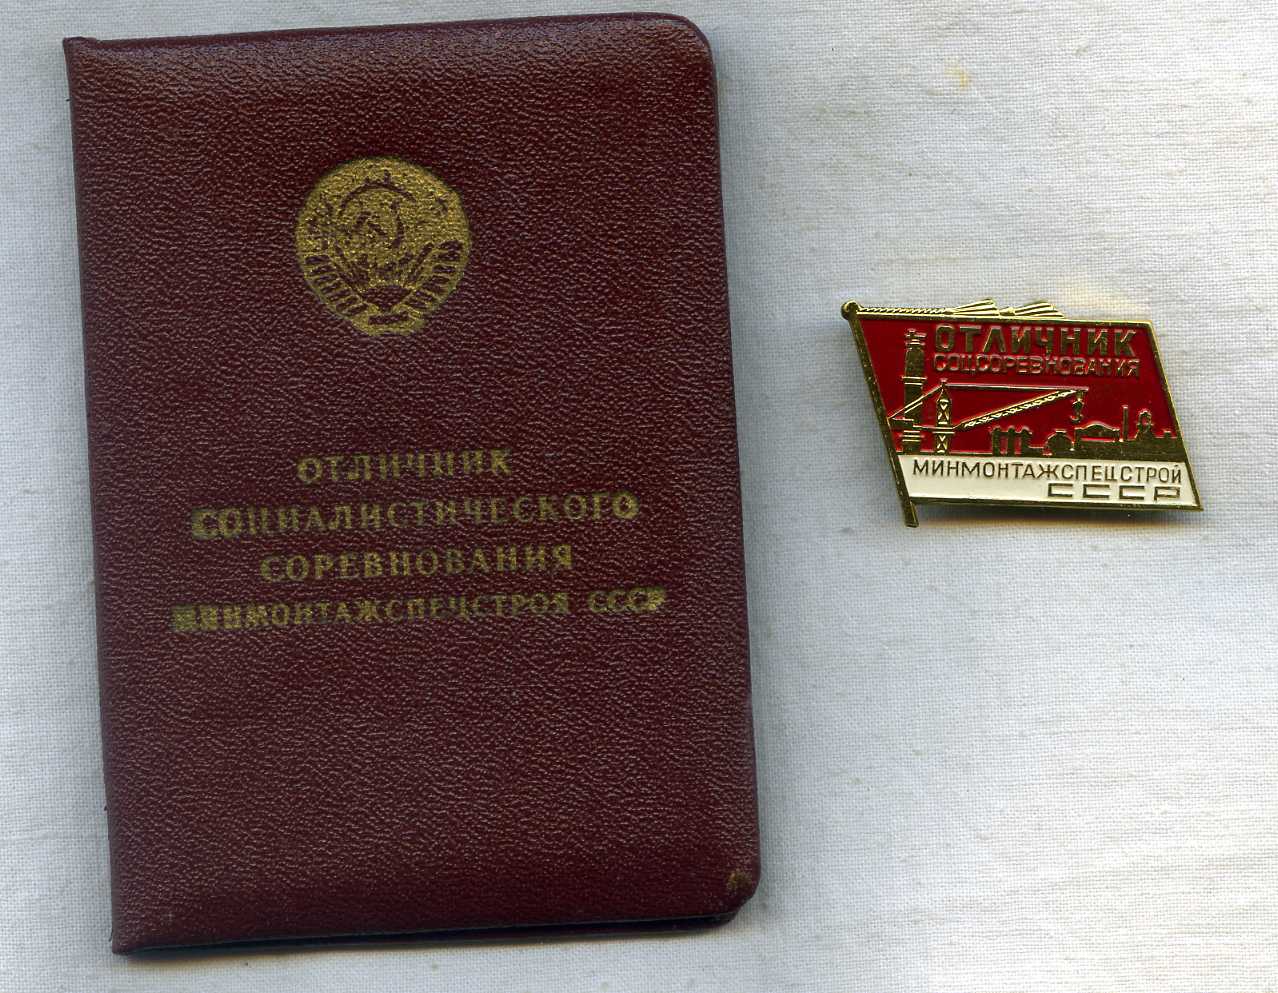 ОТЛИЧНИК
СОЦИАЛИСТИЧЕСКОГО
СОРЕВНОВАНИЯ
МИНМОНТАЖСПЕЦСТРОЯ СССР
ОТЛИЧНИК
СОЦСОРЕВНОВАНИЯ
МИНМОНТАЖСПЕЦСТРОЙ
СССР